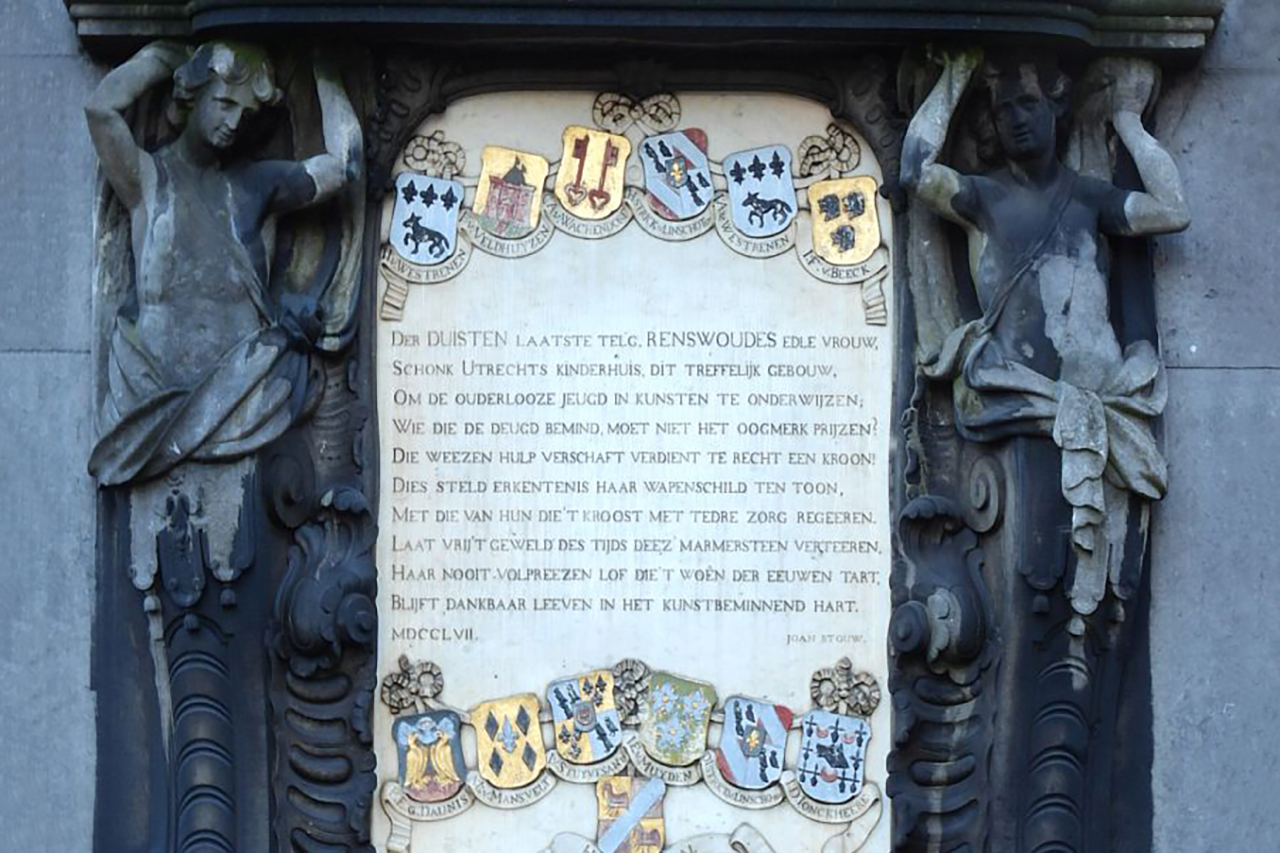 V. WESTRENEN
V. VELDHUYZEN
V. WACHENDORFF
STRICK V. LINSCHOTEN
V. WESTRENEN
I.F. V. BEECK
DER DUISTEN LAATSTE TELG, RENSWOUDES EDLE VROUW,
SCHONK UTRECHTS KINDERHUIS, DIT TREFFELIJK GEBOUW,
OM DE OUDERLOOZE JEUGD IN KUNSTEN TE ONDERWIJZEN;
WIE DIE DE DEUGD BEMIND, MOET NIET HET OOGMERK PRIJZEN?
DIE WEEZEN HULP VERSCHAFT VERDIENT TE RECHT EEN KROON!
DIES STELD ERKENTENIS HAAR WAPENSCHILD TEN TOON,
MET DIE VAN HUN DIE'T KROOST MET TEDRE ZORG REGEEREN.
LAAT VRIJ'T GEWELD DES TIJDS DEEZ' MARMERSTEEN VERTEEREN,
HAAR NOOIT-VOLPREEZEN LOF DIE'T WOÊN DER EEUWEN TART,
BLIJFT DANKBAAR LEEVEN IN HET KUNSTBEMINNEND HART.
MDCCLVII. JOAN STOUW.
F.G. DAUNIS
V. MANSVELT
V. MUYDEN
D. JONCKHEERE